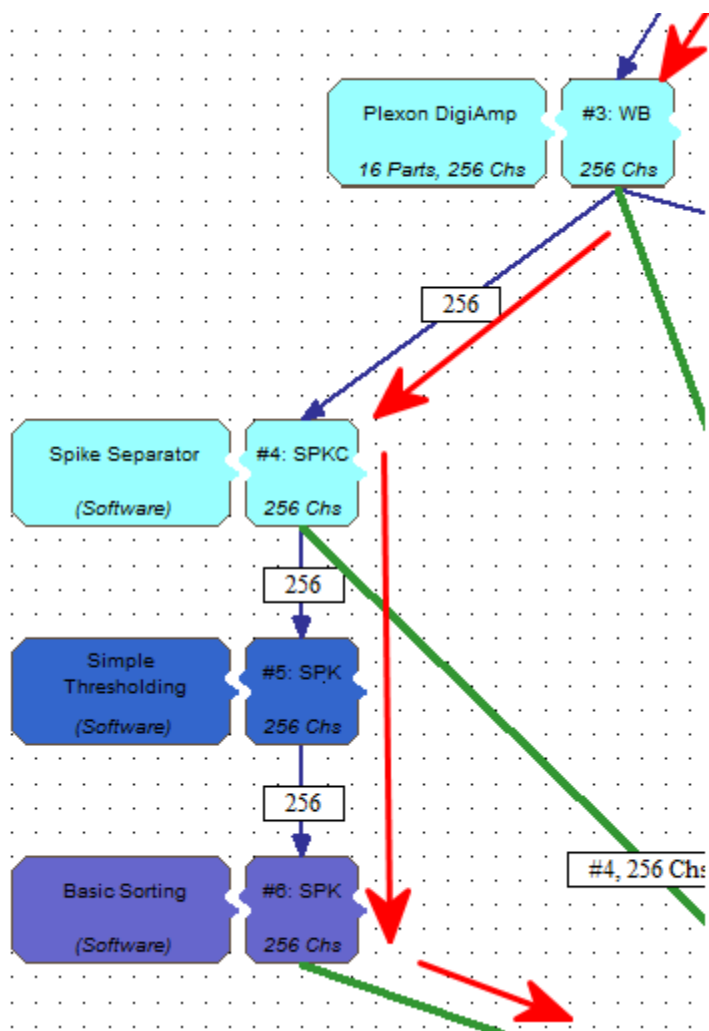 Plexon DigiAmp
16 Parts, 256 Chs
#3: WB
256 Chs
256
Spike Separator
(Software)
#4: SPKC
256 Chs
256
Simple
Thresholding
(Software)
#5: SPK
256 Chs
256
Basic Sorting
(Software)
#6: SPK
256 Chs
#4, 256 Chs